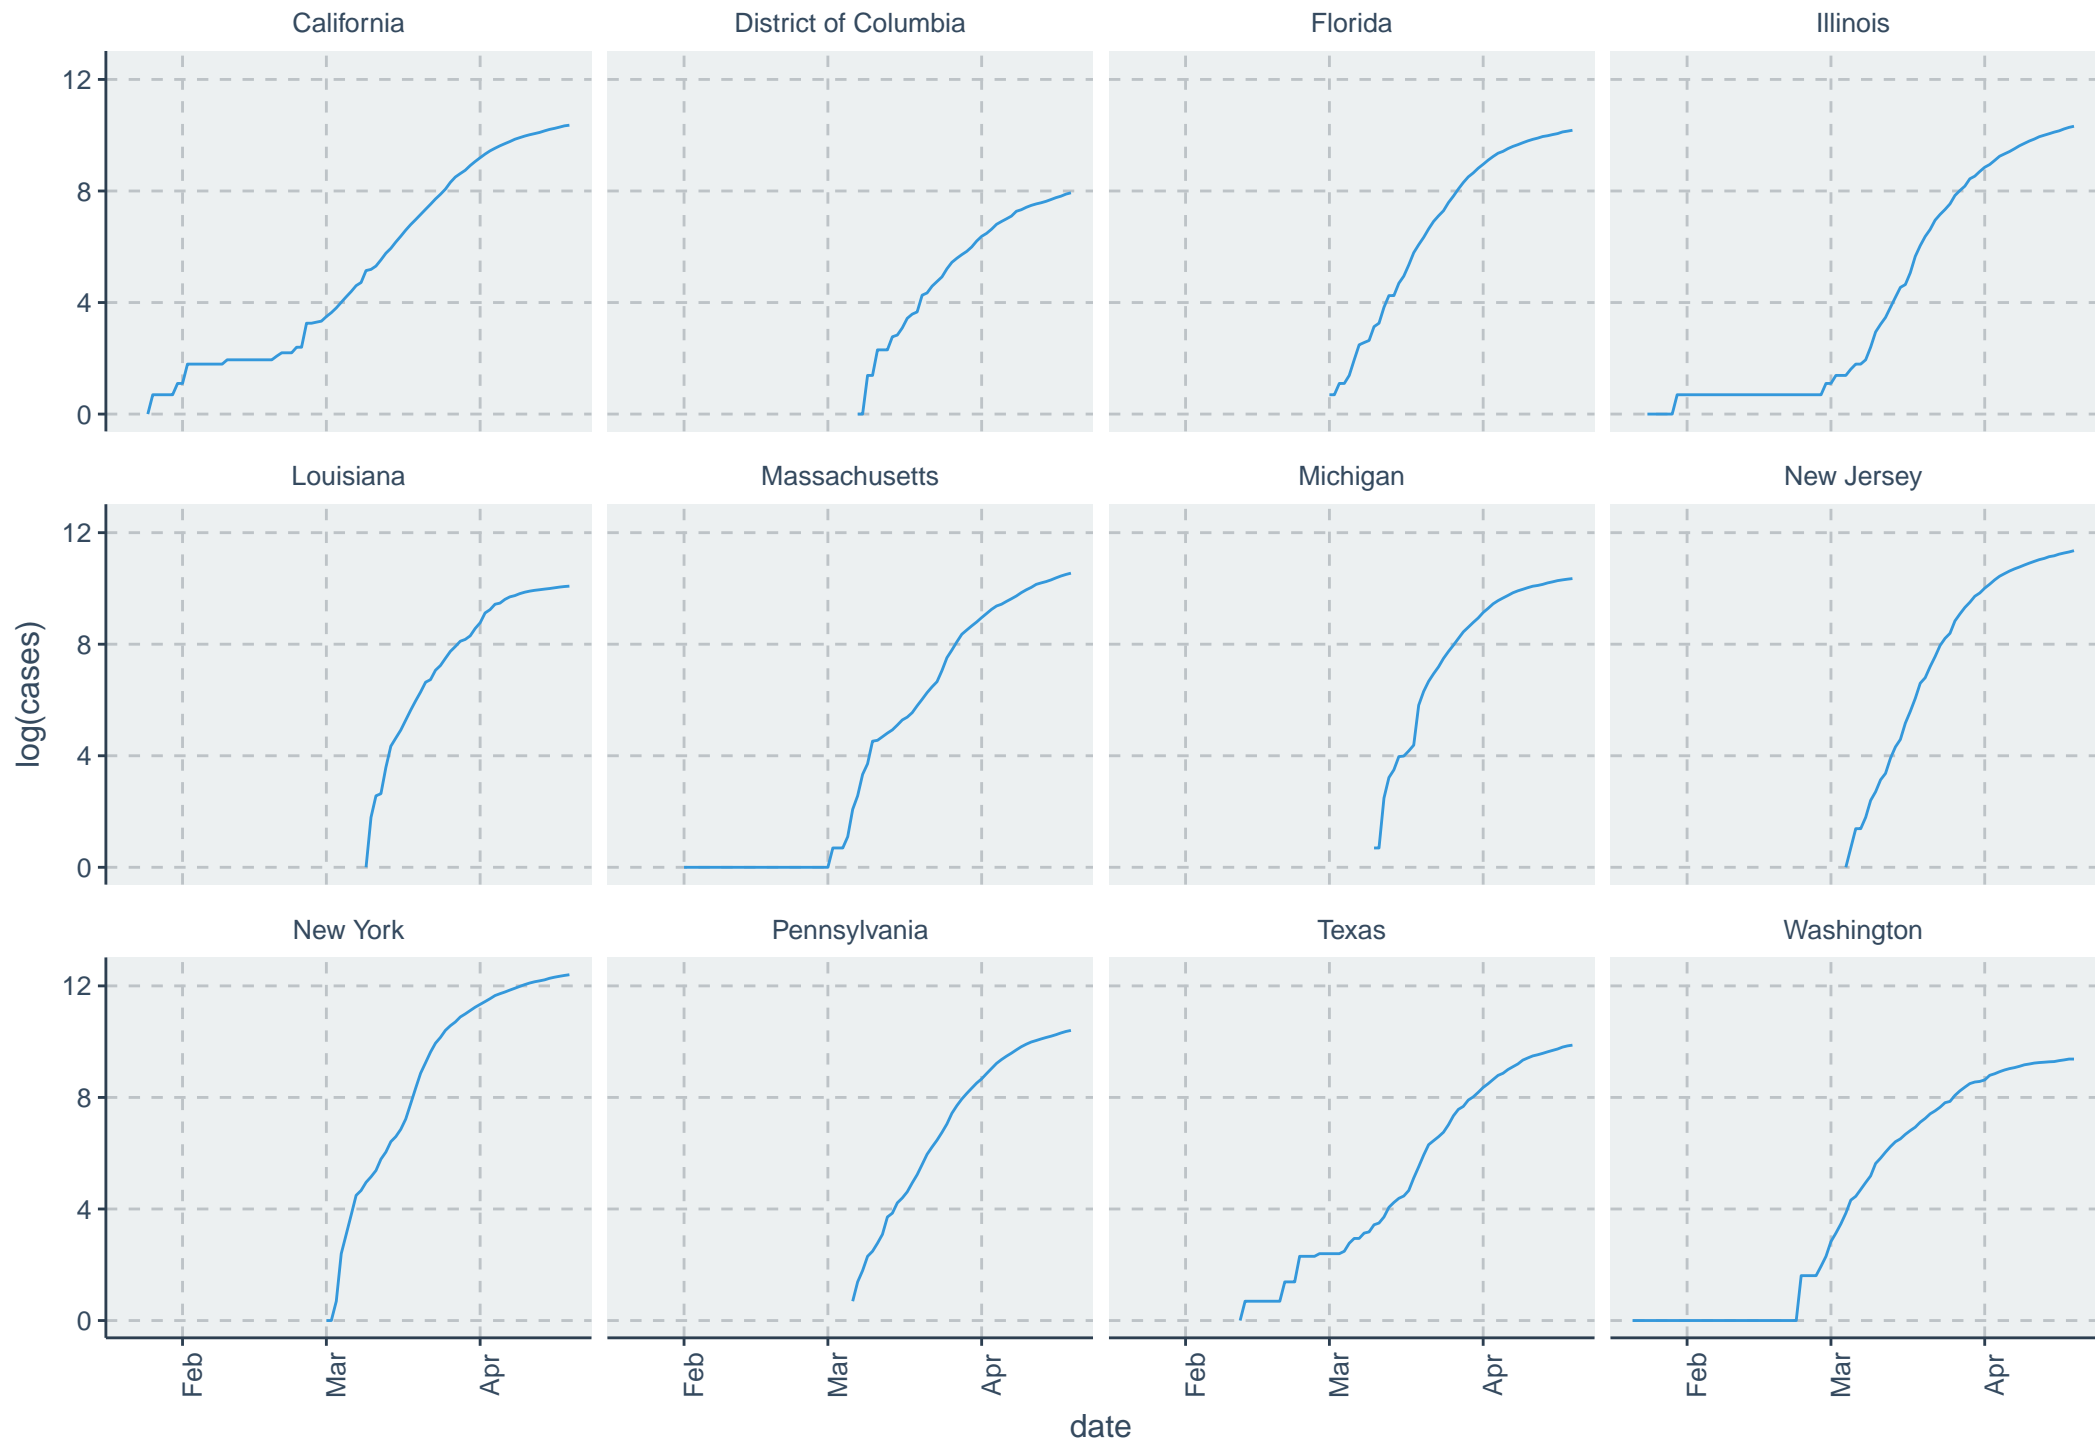 California District of Columbia Florida Illinois
12
8
4
0
Louisiana Massachusetts Michigan New Jersey
12
8
4
0
log(cases)
New York Pennsylvania Texas Washington
12
8
4
0
Feb Mar Apr Feb Mar Apr Feb Mar Apr Feb Mar Apr
date